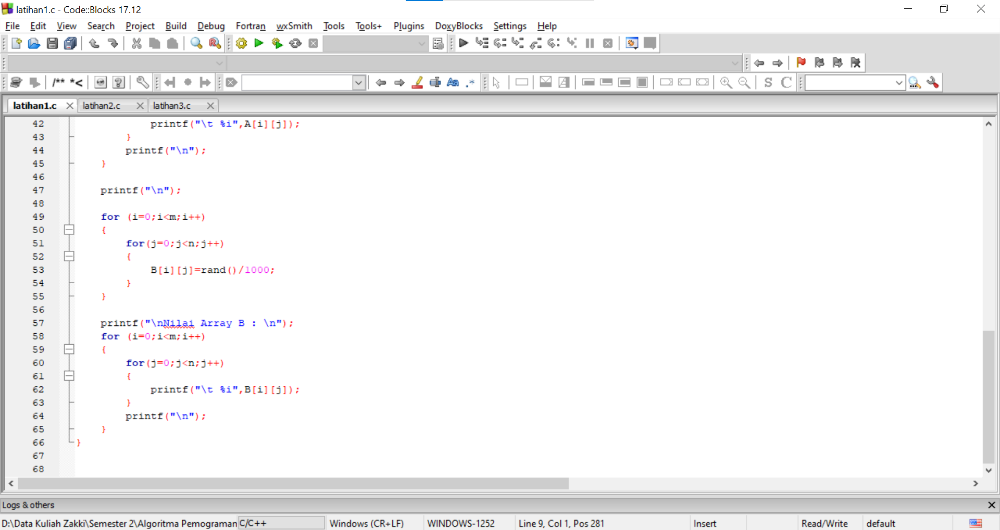 latihan1.c - Code::Blocks 17.12
File Edit View Search Project Build Debug Fortran wxSmith Tools Tools+ Plugins DoxyBlocks Settings Help
/** *<
Aa .*
S C
latihan1.c latihan2.c latihan3.c
42 printf("\t %i",A[i][j]);
43 }
44 printf("\n");
45 }
46
47 printf("\n");
48
49 for (i=0;i<m;i++)
50 {
51 for(j=0;j<n;j++)
52 {
53 B[i][j]=rand()/1000;
54 }
55 }
56
57 printf("\nNilai Array B : \n");
58 for (i=0;i<m;i++)
59 {
60 for(j=0;j<n;j++)
61 {
62 printf("\t %i",B[i][j]);
63 }
64 printf("\n");
65 }
66 }
67
68
Logs & others
D:\Data Kuliah Zakki\Semester 2\Algoritma Pemograman C/C++ Windows (CR+LF) WINDOWS-1252 Line 9, Col 1, Pos 281 Insert Read/Write default